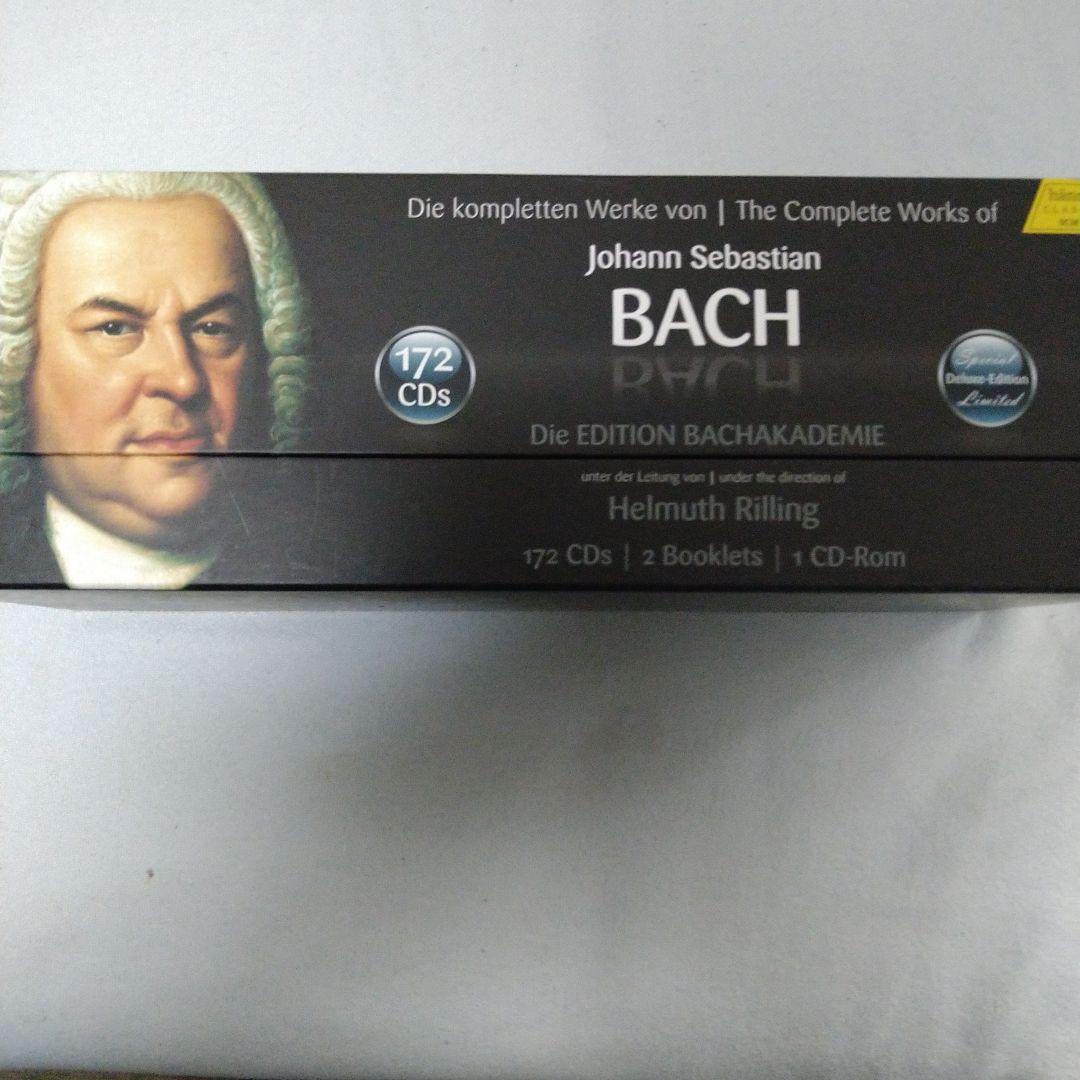 Die kompletten Werke von | The Complete Works of
Johann Sebastian
BACH
172
CDs
Special
Deluxe-Edition
Limited
Die EDITION BACHAKADEMIE
unter der Leitung von | under the direction of
Helmuth Rilling
172 CDs | 2 Booklets | 1 CD-Rom